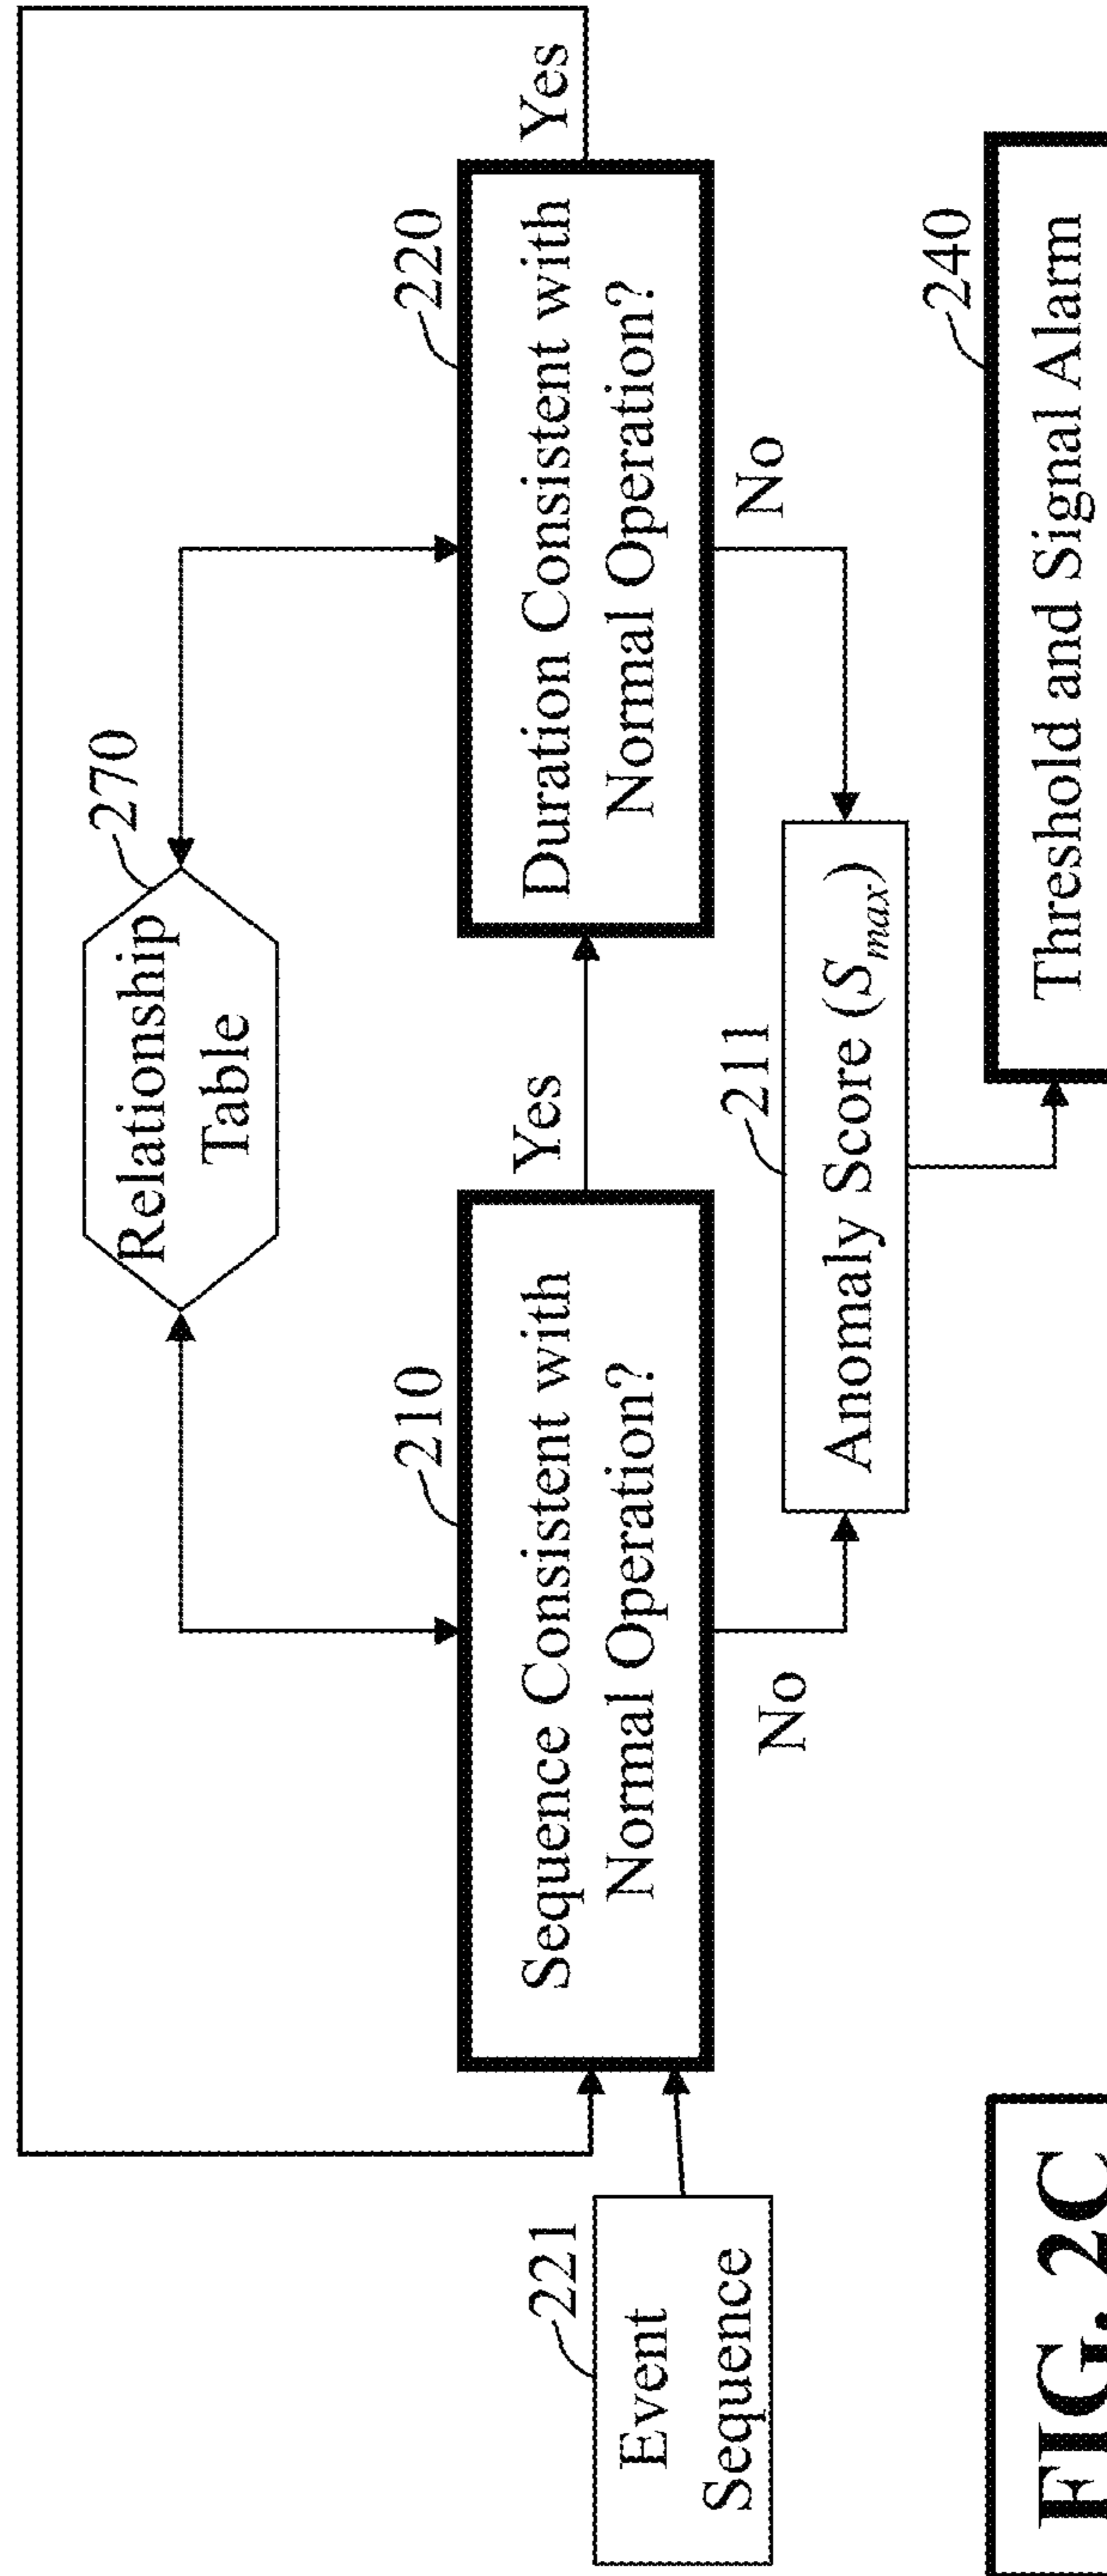 270
Relationship
Table
210
220
Sequence Consistent with
Normal Operation?
Yes
Duration Consistent with
Normal Operation?
Yes
221
Event
Sequence
No
No
211
Anomaly Score (Smax)
240
Threshold and Signal Alarm
FIG. 2C